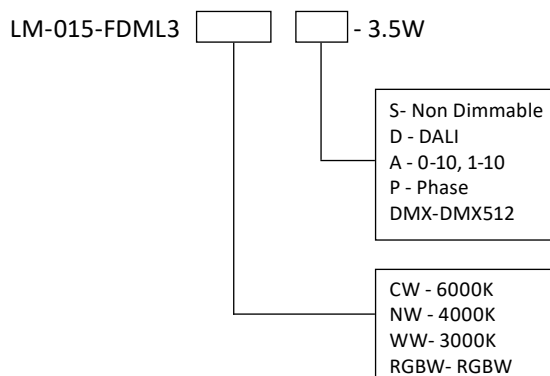 LM-015-FDML3 - 3.5W
S- Non Dimmable
D - DALI
A - 0-10, 1-10
P - Phase
DMX-DMX512
CW - 6000K
NW - 4000K
WW- 3000K
RGBW- RGBW